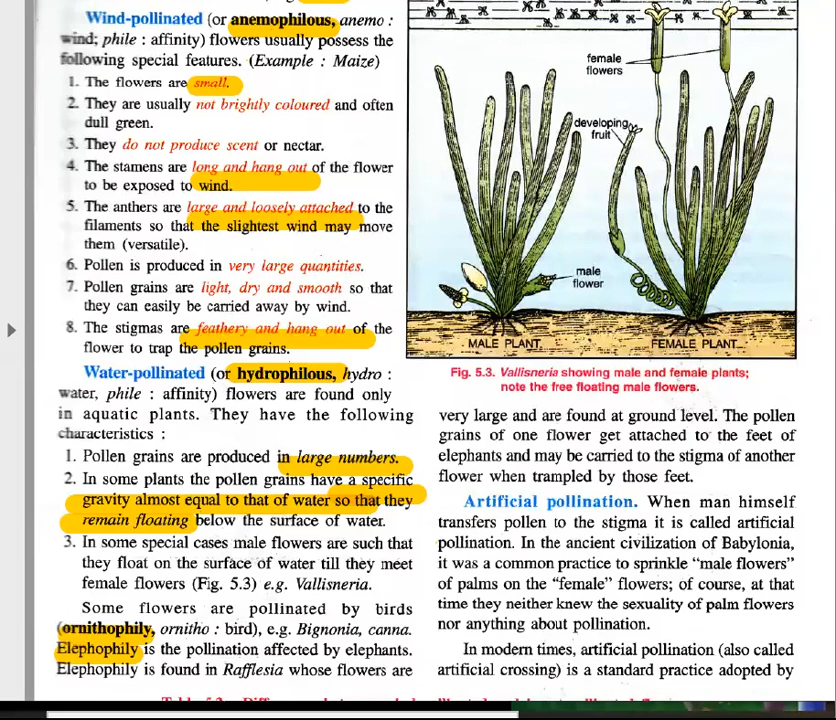 Wind-pollinated (or anemophilous, anemo :
wind; phile : affinity) flowers usually possess the
following special features. (Example : Maize)
1. The flowers are small.
2. They are usually not brightly coloured and often
dull green.
3. They do not produce scent or nectar.
4. The stamens are long and hang out of the flower
to be exposed to wind.
5. The anthers are large and loosely attached to the
filaments so that the slightest wind may move
them (versatile).
6. Pollen is produced in very large quantities.
7. Pollen grains are light, dry and smooth so that
they can easily be carried away by wind.
8. The stigmas are feathery and hang out of the
flower to trap the pollen grains.
Water-pollinated (or hydrophilous, hydro :
water, phile : affinity) flowers are found only
in aquatic plants. They have the following
characteristics :
1. Pollen grains are produced in large numbers.
2. In some plants the pollen grains have a specific
gravity almost equal to that of water so that they
remain floating below the surface of water.
3. In some special cases male flowers are such that
they float on the surface of water till they meet
female flowers (Fig. 5.3) e.g. Vallisneria.
Some flowers are pollinated by birds
(ornithophily, ornitho : bird), e.g. Bignonia, canna.
Elephophily is the pollination affected by elephants.
Elephophily is found in Rafflesia whose flowers are
female
flowers
developing
fruit
male
flower
MALE PLANT
FEMALE PLANT
Fig. 5.3. Vallisneria showing male and female plants;
note the free floating male flowers.
very large and are found at ground level. The pollen
grains of one flower get attached to the feet of
elephants and may be carried to the stigma of another
flower when trampled by those feet.
Artificial pollination. When man himself
transfers pollen to the stigma it is called artificial
pollination. In the ancient civilization of Babylonia,
it was a common practice to sprinkle “male flowers”
of palms on the “female” flowers; of course, at that
time they neither knew the sexuality of palm flowers
nor anything about pollination.
In modern times, artificial pollination (also called
artificial crossing) is a standard practice adopted by